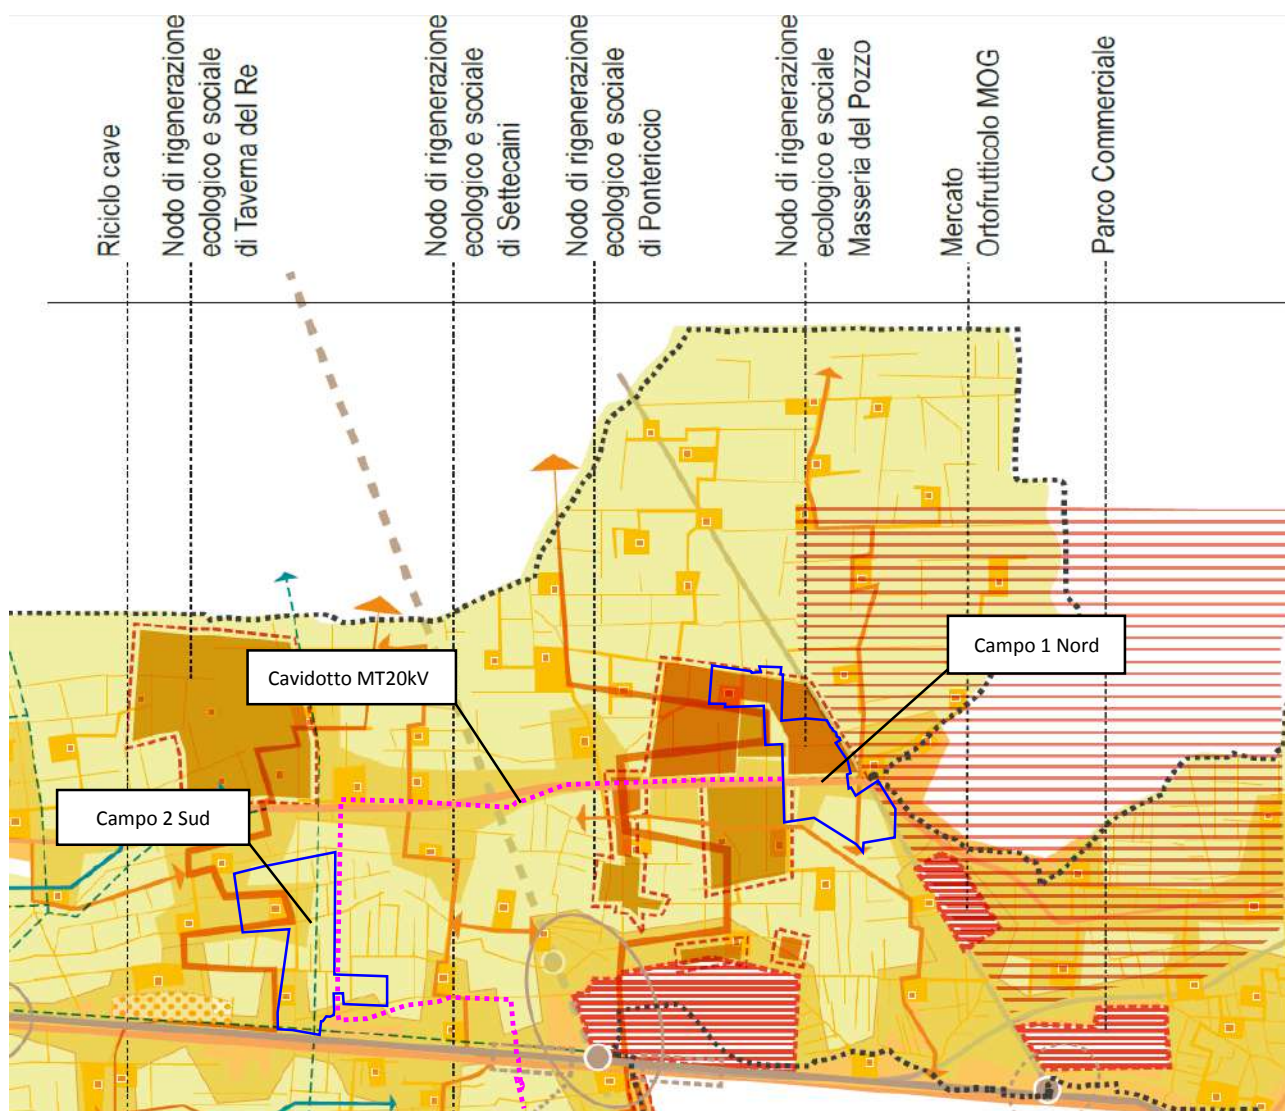 Riciclo cave
Nodo di rigenerazione
ecologico e sociale
di Taverna del Re
Nodo di rigenerazione
ecologico e sociale
di Settecaini
Nodo di rigenerazione
ecologico e sociale
di Pontericcio
Nodo di rigenerazione
ecologico e sociale
Masseria del Pozzo
Mercato
Ortofrutticolo MOG
Parco Commerciale
Campo 1 Nord
Cavidotto MT20kV
Campo 2 Sud